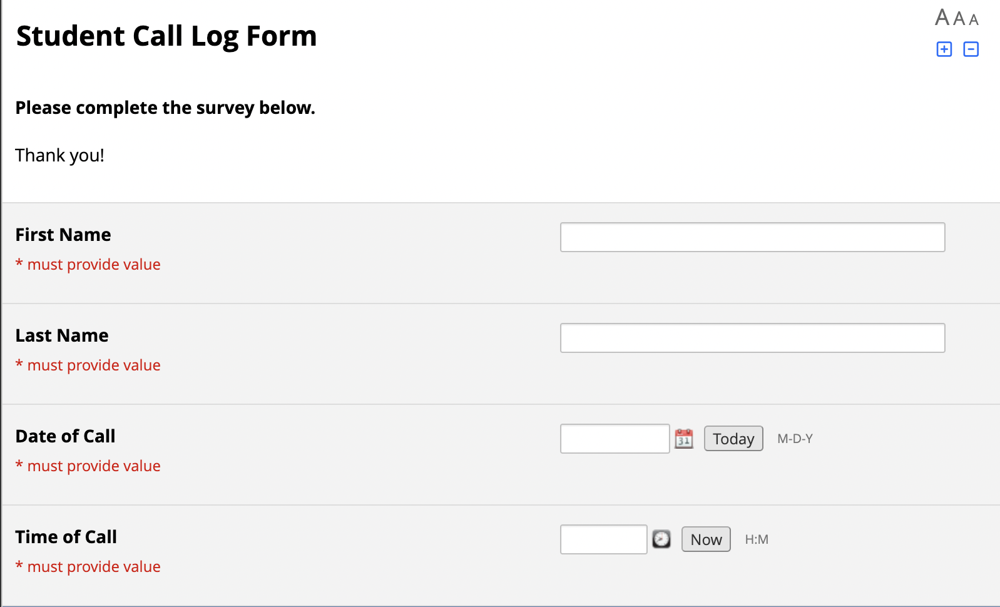 Student Call Log Form
A A A
Please complete the survey below.
Thank you!
First Name
* must provide value
Last Name
* must provide value
Date of Call
31
Today
M-D-Y
* must provide value
Time of Call
Now
H:M
* must provide value